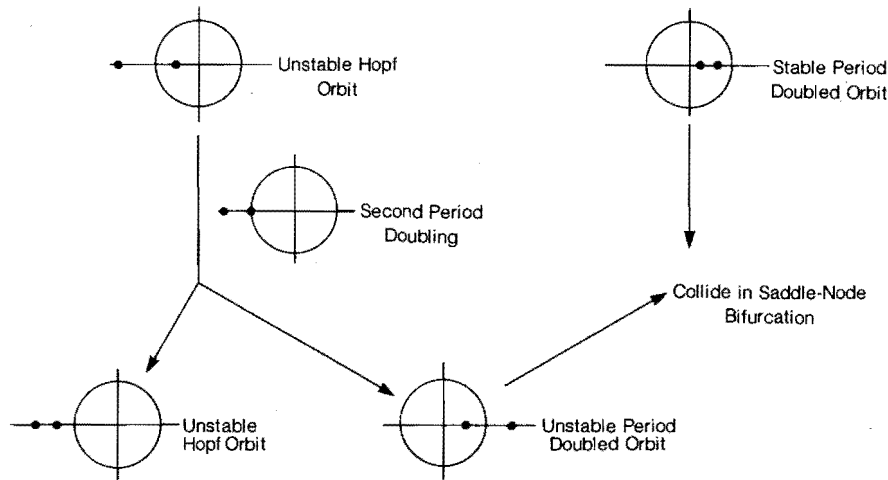 Unstable Hopf
Orbit
Stable Period
Doubled Orbit
Second Period
Doubling
Collide in Saddle-Node
Bifurcation
Unstable
Hopf Orbit
Unstable Period
Doubled Orbit